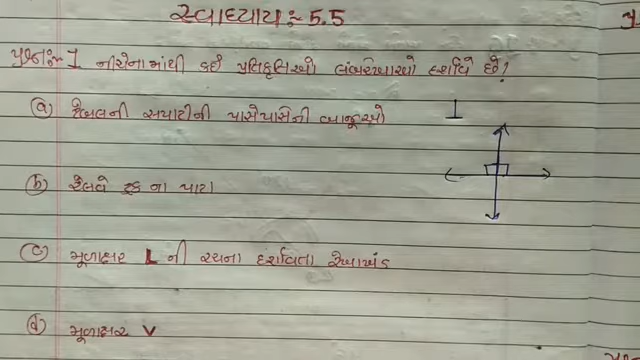 સ્વાધ્યાય :- 5.5
પ્રશ્ન :- 1 નીચેનામાંથી કઈ પ્રતિકૃતિઓ લંબરેખાઓ દર્શાવે છે?
(a) ટેબલની સપાટીની પાસેપાસેની બાજુઓ ⊥
(b) રેલવે ટ્રેક ના પાટા
(c) મૂળાક્ષર L ની રચના દર્શાવતા રેખાખંડ
(d) મૂળાક્ષર V